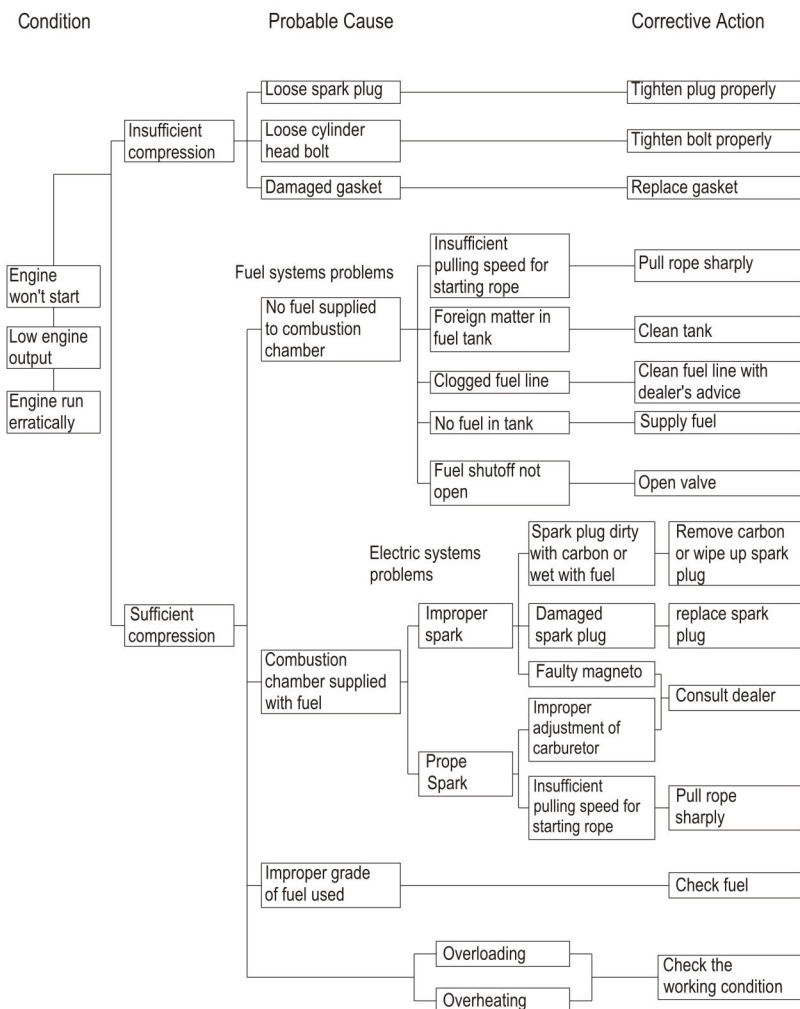 Condition
Probable Cause
Corrective Action
Loose spark plug
Tighten plug properly
Insufficient
compression
Loose cylinder
head bolt
Tighten bolt properly
Damaged gasket
Replace gasket
Engine
won't start
Low engine
output
Engine run
erratically
Fuel systems problems
No fuel supplied
to combustion
chamber
Insufficient
pulling speed for
starting rope
Pull rope sharply
Foreign matter in
fuel tank
Clean tank
Clogged fuel line
Clean fuel line with
dealer's advice
No fuel in tank
Supply fuel
Fuel shutoff not
open
Open valve
Sufficient
compression
Electric systems
problems
Combustion
chamber supplied
with fuel
Improper
spark
Spark plug dirty
with carbon or
wet with fuel
Remove carbon
or wipe up spark
plug
Damaged
spark plug
replace spark
plug
Faulty magneto
Consult dealer
Prope
Spark
Improper
adjustment of
carburetor
Insufficient
pulling speed for
starting rope
Pull rope
sharply
Improper grade
of fuel used
Check fuel
Overloading
Overheating
Check the
working condition